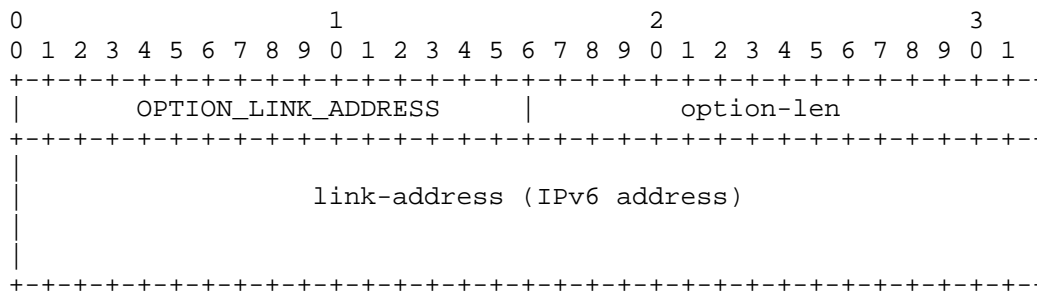 0                   1                   2                   3
0 1 2 3 4 5 6 7 8 9 0 1 2 3 4 5 6 7 8 9 0 1 2 3 4 5 6 7 8 9 0 1
+-+-+-+-+-+-+-+-+-+-+-+-+-+-+-+-+-+-+-+-+-+-+-+-+-+-+-+-+-+-+-+-
|       OPTION_LINK_ADDRESS     |         option-len
+-+-+-+-+-+-+-+-+-+-+-+-+-+-+-+-+-+-+-+-+-+-+-+-+-+-+-+-+-+-+-+-
|
|                  link-address (IPv6 address)
|
|
+-+-+-+-+-+-+-+-+-+-+-+-+-+-+-+-+-+-+-+-+-+-+-+-+-+-+-+-+-+-+-+-